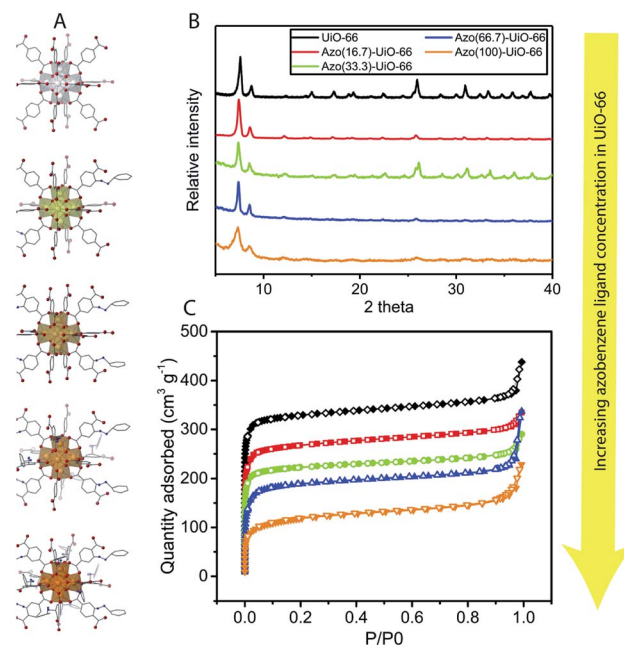 A
B
UiO-66
Azo(66.7)-UiO-66
Azo(16.7)-UiO-66
Azo(100)-UiO-66
Azo(33.3)-UiO-66
Relative intensity
10
20
30
40
2 theta
C
500
400
300
200
100
0
Quantity adsorbed (cm³ g⁻¹)
0.0
0.2
0.4
0.6
0.8
1.0
P/P0
Increasing azobenzene ligand concentration in UiO-66